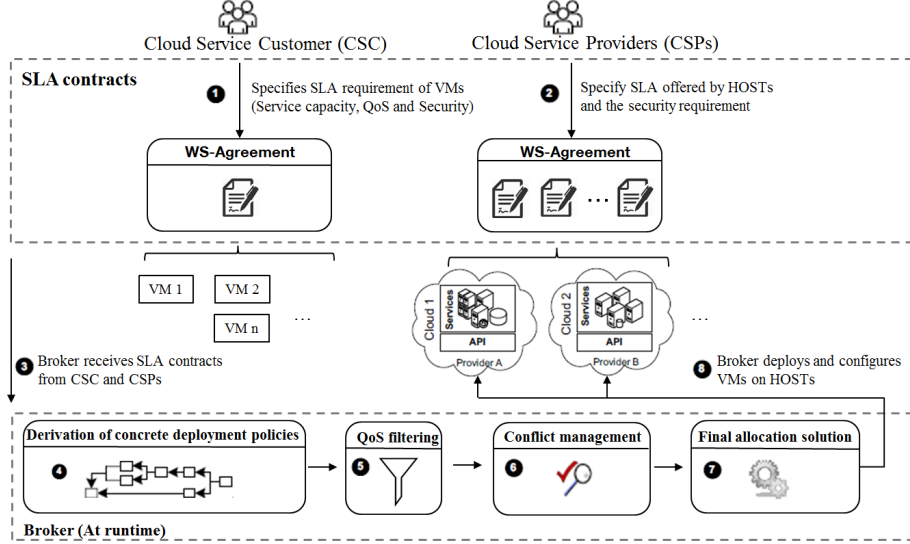 Cloud Service Customer (CSC)
Cloud Service Providers (CSPs)
SLA contracts
1
Specifies SLA requirement of VMs
(Service capacity, QoS and Security)
2
Specify SLA offered by HOSTs
and the security requirement
WS-Agreement
WS-Agreement
...
VM 1
VM 2
VM n
...
Cloud 1
Services
API
Provider A
Cloud 2
Services
API
Provider B
...
3
Broker receives SLA contracts
from CSC and CSPs
8
Broker deploys and configures
VMs on HOSTs
Derivation of concrete deployment policies
4
QoS filtering
5
Conflict management
6
Final allocation solution
7
Broker (At runtime)